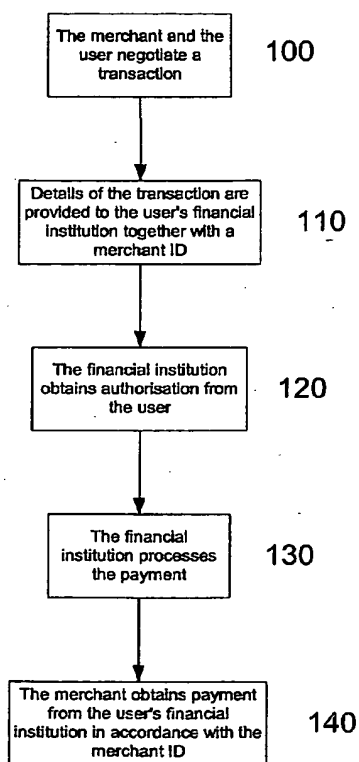 The merchant and the
user negotiate a
transaction
100
Details of the transaction are
provided to the user's financial
institution together with a
merchant ID
110
The financial institution
obtains authorisation from
the user
120
The financial
institution processes
the payment
130
The merchant obtains payment
from the user's financial
institution in accordance with the
merchant ID
140